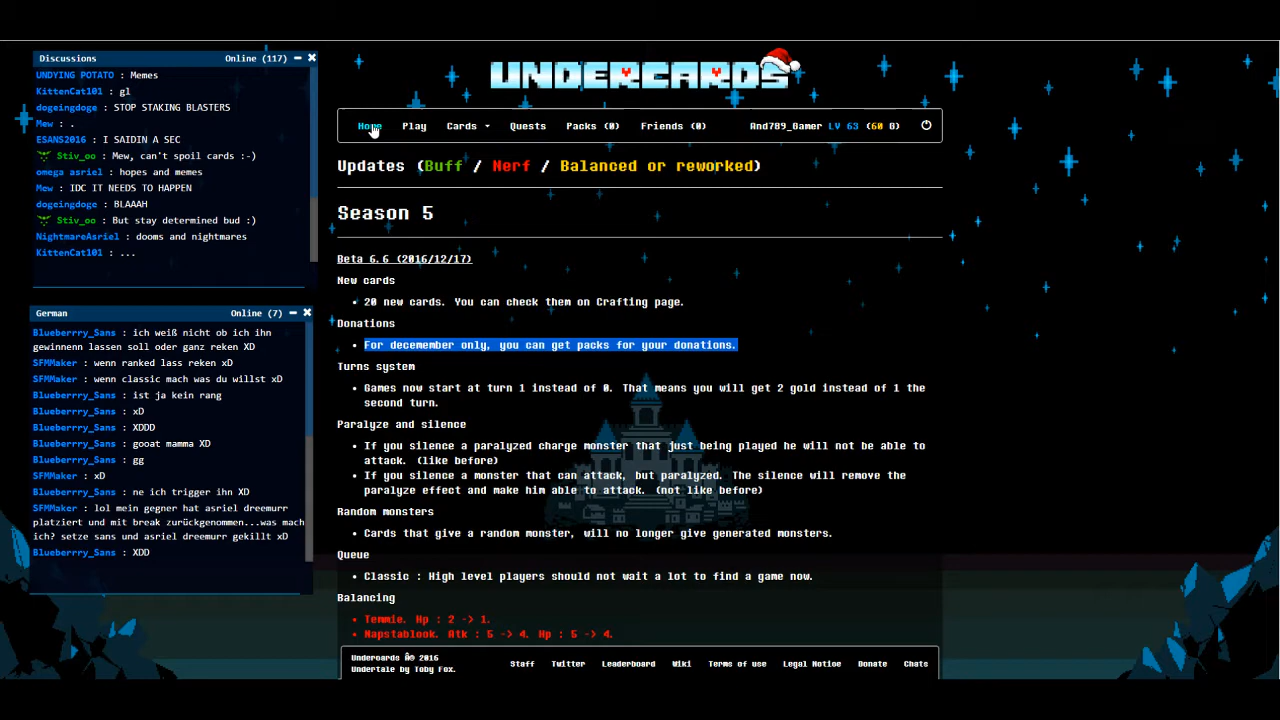 Discussions Online (117)
UNDYING POTATO : Memes
KittenCat101 : gl
dogeingdoge : STOP STAKING BLASTERS
Mew : .
ESANS2016 : I SAIDIN A SEC
Stiv_oo : Mew, can't spoil cards :-)
omega asriel : hopes and memes
Mew : IDC IT NEEDS TO HAPPEN
dogeingdoge : BLAAAH
Stiv_oo : But stay determined bud :)
NightmareAsriel : dooms and nightmares
KittenCat101 : ...
German Online (7)
Blueberrry_Sans : ich weiß nicht ob ich ihn
gewinnenn lassen soll oder ganz reken XD
SFMMaker : wenn ranked lass reken xD
SFMMaker : wenn classic mach was du willst xD
Blueberrry_Sans : ist ja kein rang
Blueberrry_Sans : xD
Blueberrry_Sans : XDDD
Blueberrry_Sans : gooat mamma XD
Blueberrry_Sans : gg
SFMMaker : xD
Blueberrry_Sans : ne ich trigger ihn XD
SFMMaker : lol mein gegner hat asriel dreemurr
platziert und mit break zurückgenommen...was mach
ich? setze sans und asriel dreemurr gekillt xD
Blueberrry_Sans : XDD
UNDERCARDS
Home Play Cards Quests Packs (0) Friends (0) And789_Gamer LV 63 (60 G)
Updates (Buff / Nerf / Balanced or reworked)
Season 5
Beta 6.6 (2016/12/17)
New cards
• 20 new cards. You can check them on Crafting page.
Donations
• For decemember only, you can get packs for your donations.
Turns system
• Games now start at turn 1 instead of 0. That means you will get 2 gold instead of 1 the
second turn.
Paralyze and silence
• If you silence a paralyzed charge monster that just being played he will not be able to
attack. (like before)
• If you silence a monster that can attack, but paralyzed. The silence will remove the
paralyze effect and make him able to attack. (not like before)
Random monsters
• Cards that give a random monster, will no longer give generated monsters.
Queue
• Classic : High level players should not wait a lot to find a game now.
Balancing
• Temmie. Hp : 2 -> 1.
• Napstablook. Atk : 5 -> 4. Hp : 5 -> 4.
Undercards Â© 2016
Undertale by Toby Fox.
Staff Twitter Leaderboard Wiki Terms of use Legal Notice Donate Chats